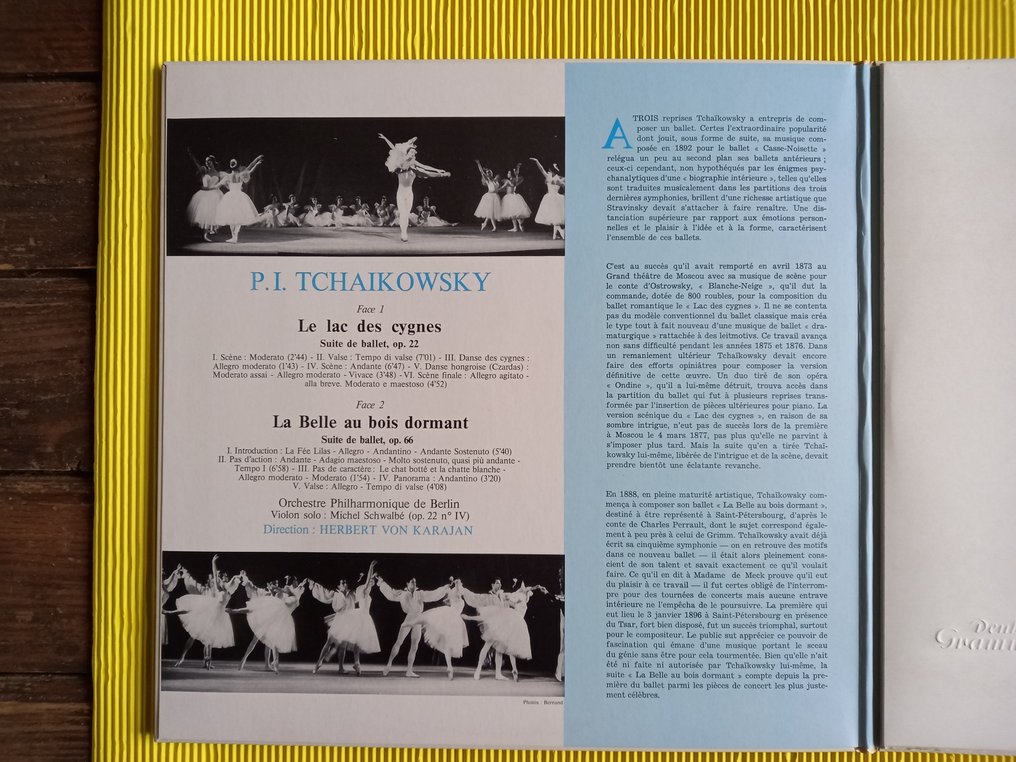 P.I. TCHAIKOWSKY
Face 1
Le lac des cygnes
Suite de ballet, op. 22
I. Scène : Moderato (2'44) - II. Valse : Tempo di valse (7'01) - III. Danse des cygnes :
Allegro moderato (1'43) - IV. Scène : Andante (6'47) - V. Danse hongroise (Czardas) :
Moderato assai - Allegro moderato - Vivace (3'48) - VI. Scène finale : Allegro agitato -
alla breve. Moderato e maestoso (4'52)
Face 2
La Belle au bois dormant
Suite de ballet, op. 66
I. Introduction : La Fée Lilas - Allegro - Andantino - Andante Sostenuto (5'40)
II. Pas d'action : Andante - Adagio maestoso - Molto sostenuto, quasi più andante -
Tempo I (6'58) - III. Pas de caractère : Le chat botté et la chatte blanche -
Allegro moderato - Moderato (1'54) - IV. Panorama : Andantino (3'20)
V. Valse : Allegro - Tempo di valse (4'08)
Orchestre Philharmonique de Berlin
Violon solo : Michel Schwalbé (op. 22 n° IV)
Direction : HERBERT VON KARAJAN
Photos : Bernand
A TROIS reprises Tchaïkowsky a entrepris de com-
poser un ballet. Certes l'extraordinaire popularité
dont jouit, sous forme de suite, sa musique com-
posée en 1892 pour le ballet « Casse-Noisette »
relégua un peu au second plan ses ballets antérieurs ;
ceux-ci cependant, non hypothéqués par les énigmes psy-
chanalytiques d'une « biographie intérieure », telles qu'elles
sont traduites musicalement dans les partitions des trois
dernières symphonies, brillent d'une richesse artistique que
Stravinsky devait s'attacher à faire renaître. Une dis-
tanciation supérieure par rapport aux émotions person-
nelles et le plaisir à l'idée et à la forme, caractérisent
l'ensemble de ces ballets.
C'est au succès qu'il avait remporté en avril 1873 au
Grand théâtre de Moscou avec sa musique de scène pour
le conte d'Ostrowsky, « Blanche-Neige », qu'il dut la
commande, dotée de 800 roubles, pour la composition du
ballet romantique le « Lac des cygnes ». Il ne se contenta
pas du modèle conventionnel du ballet classique mais créa
le type tout à fait nouveau d'une musique de ballet « dra-
maturgique » rattachée à des leitmotivs. Ce travail avança
non sans difficulté pendant les années 1875 et 1876. Dans
un remaniement ultérieur Tchaïkowsky devait encore
faire des efforts opiniâtres pour composer la version
définitive de cette œuvre. Un duo tiré de son opéra
« Ondine », qu'il a lui-même détruit, trouva accès dans
la partition du ballet qui fut à plusieurs reprises trans-
formée par l'insertion de pièces ultérieures pour piano. La
version scénique du « Lac des cygnes », en raison de sa
sombre intrigue, n'eut pas de succès lors de la première
à Moscou le 4 mars 1877, pas plus qu'elle ne parvint à
s'imposer plus tard. Mais la suite qu'en a tirée Tchaï-
kowsky lui-même, libérée de l'intrigue et de la scène, devait
prendre bientôt une éclatante revanche.
En 1888, en pleine maturité artistique, Tchaïkowsky com-
mença à composer son ballet « La Belle au bois dormant »,
destiné à être représenté à Saint-Pétersbourg, d'après le
conte de Charles Perrault, dont le sujet correspond égale-
ment à peu près à celui de Grimm. Tchaïkowsky avait déjà
écrit sa cinquième symphonie — on en retrouve des motifs
dans ce nouveau ballet — il était alors pleinement cons-
cient de son talent et savait exactement ce qu'il voulait
faire. Ce qu'il en dit à Madame de Meck prouve qu'il eut
du plaisir à ce travail — il fut certes obligé de l'interrom-
pre pour des tournées de concerts mais aucune entrave
intérieure ne l'empêcha de le poursuivre. La première qui
eut lieu le 3 janvier 1896 à Saint-Pétersbourg en présence
du Tsar, fort bien disposé, fut un succès triomphal, surtout
pour le compositeur. Le public sut apprécier ce pouvoir de
fascination qui émane d'une musique portant le sceau
du génie sans être pour cela tourmentée. Bien qu'elle n'ait
été ni faite ni autorisée par Tchaïkowsky lui-même, la
suite « La Belle au bois dormant » compte depuis la pre-
mière du ballet parmi les pièces de concert les plus juste-
ment célèbres.